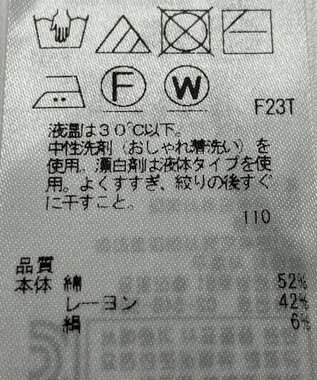 F
W
F23T
液温は30℃以下。
中性洗剤（おしゃれ着洗い）を
使用。漂白剤は液体タイプを使
用。よくすすぎ、絞りの後すぐ
に干すこと。
110
品質
本体 綿 52%
レーヨン 42%
絹 6%